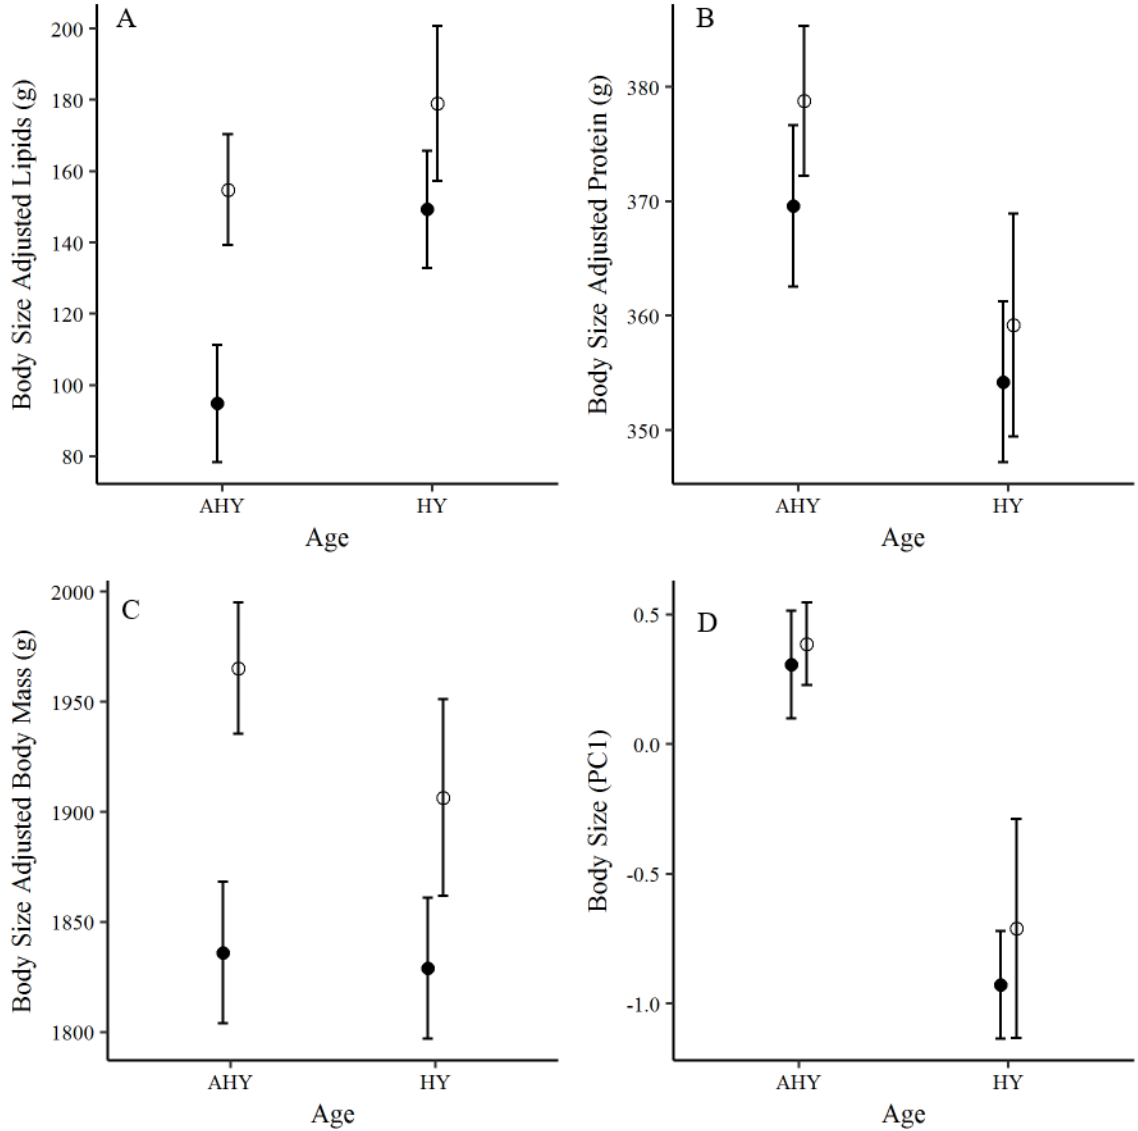 A
Body Size Adjusted Lipids (g)
200
180
160
140
120
100
80
AHY HY
Age
B
Body Size Adjusted Protein (g)
380
370
360
350
AHY HY
Age
C
Body Size Adjusted Body Mass (g)
2000
1950
1900
1850
1800
AHY HY
Age
D
Body Size (PC1)
0.5
0.0
-0.5
-1.0
AHY HY
Age